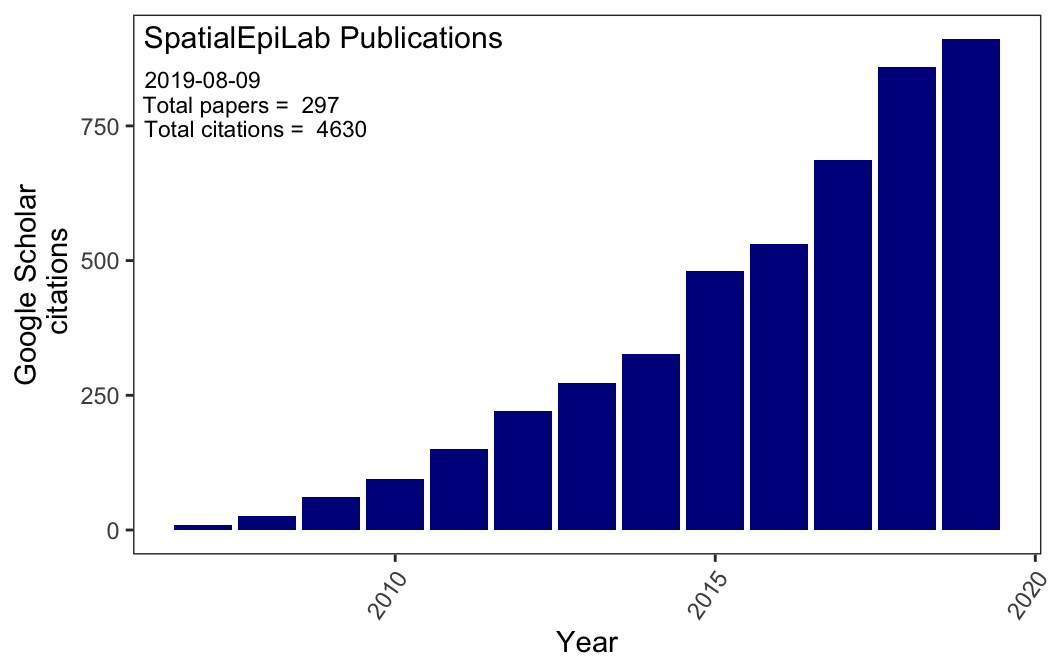 SpatialEpiLab Publications
2019-08-09
Total papers =  297
Total citations =  4630
Google Scholar
citations
750
500
250
0
2010
2015
2020
Year